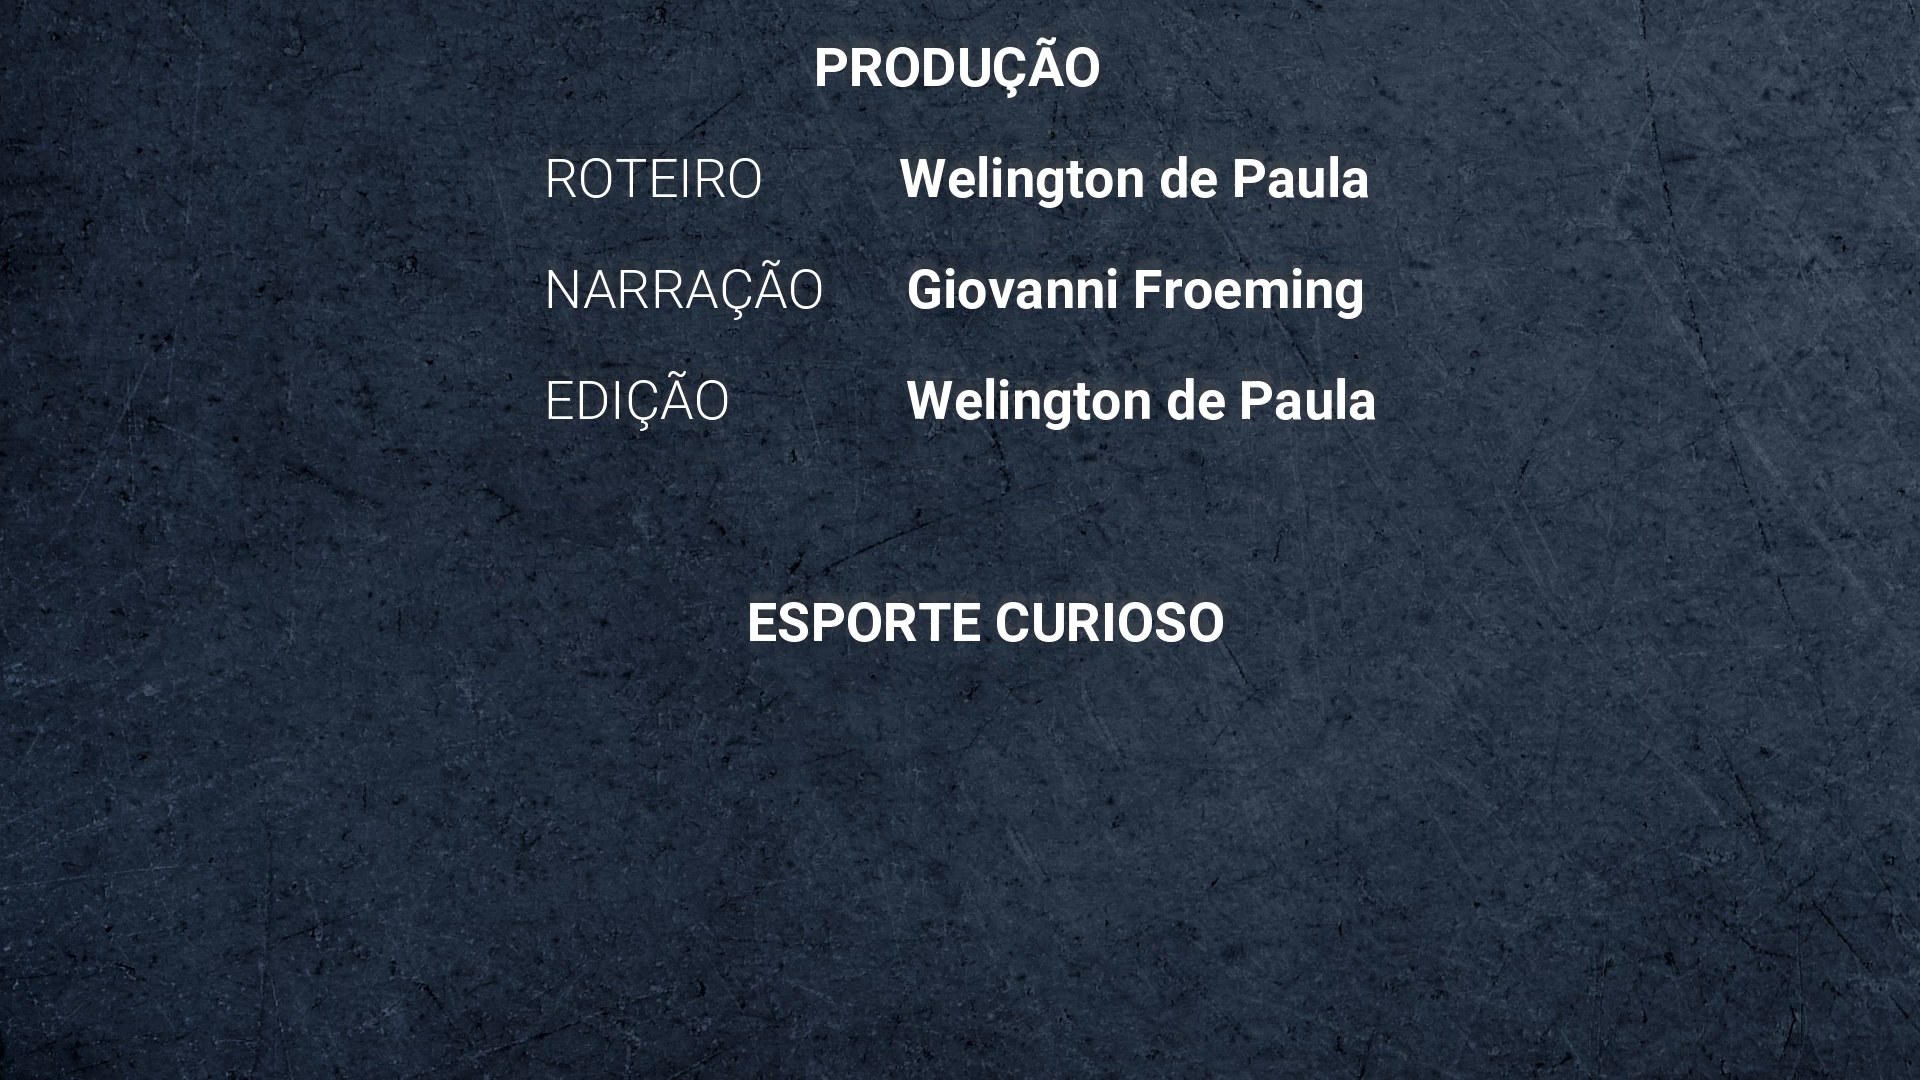 PRODUÇÃO
ROTEIRO Welington de Paula
NARRAÇÃO Giovanni Froeming
EDIÇÃO Welington de Paula
ESPORTE CURIOSO